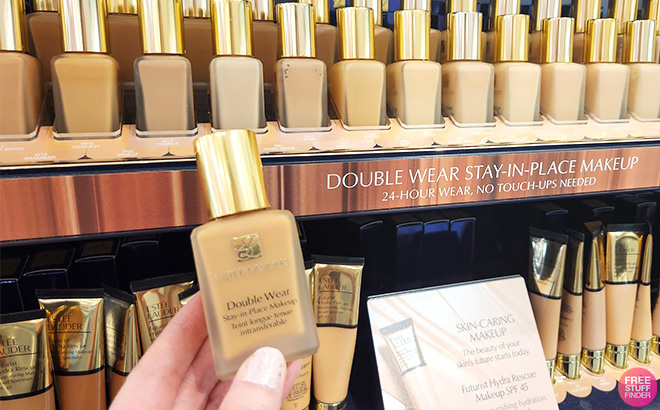 DOUBLE WEAR STAY-IN-PLACE MAKEUP
24-HOUR WEAR, NO TOUCH-UPS NEEDED
ESTĒE LAUDER
Double Wear
Stay-in-Place Makeup
Teint longue tenue
intransférable
SKIN-CARING
MAKEUP
The beauty of your
skin's future starts today.
Futurist Hydra Rescue
Makeup SPF 45
hydration,
LAUDER
FREE
STUFF
FINDER